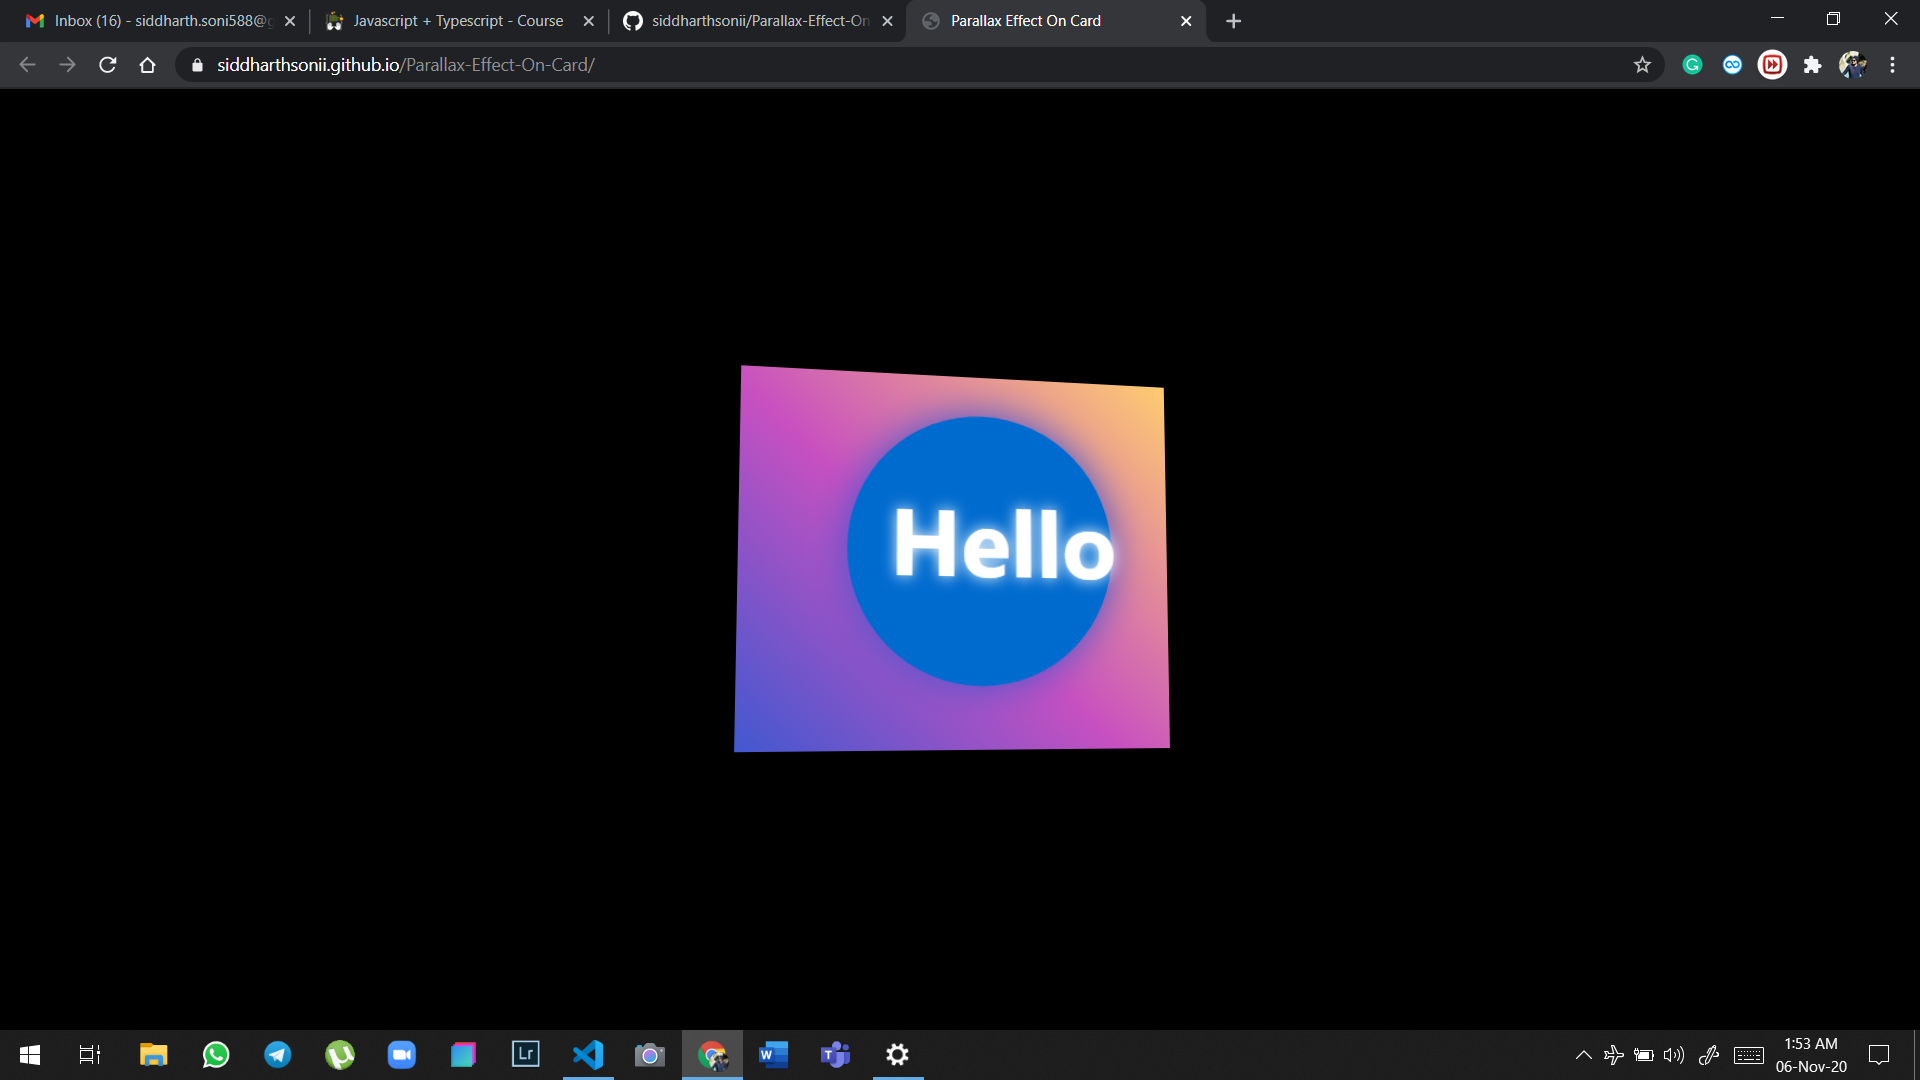 Inbox (16) - siddharth.soni588@g
Javascript + Typescript - Course
siddharthsonii/Parallax-Effect-On
Parallax Effect On Card
siddharthsonii.github.io/Parallax-Effect-On-Card/
Hello
Lr
W
T
1:53 AM
06-Nov-20